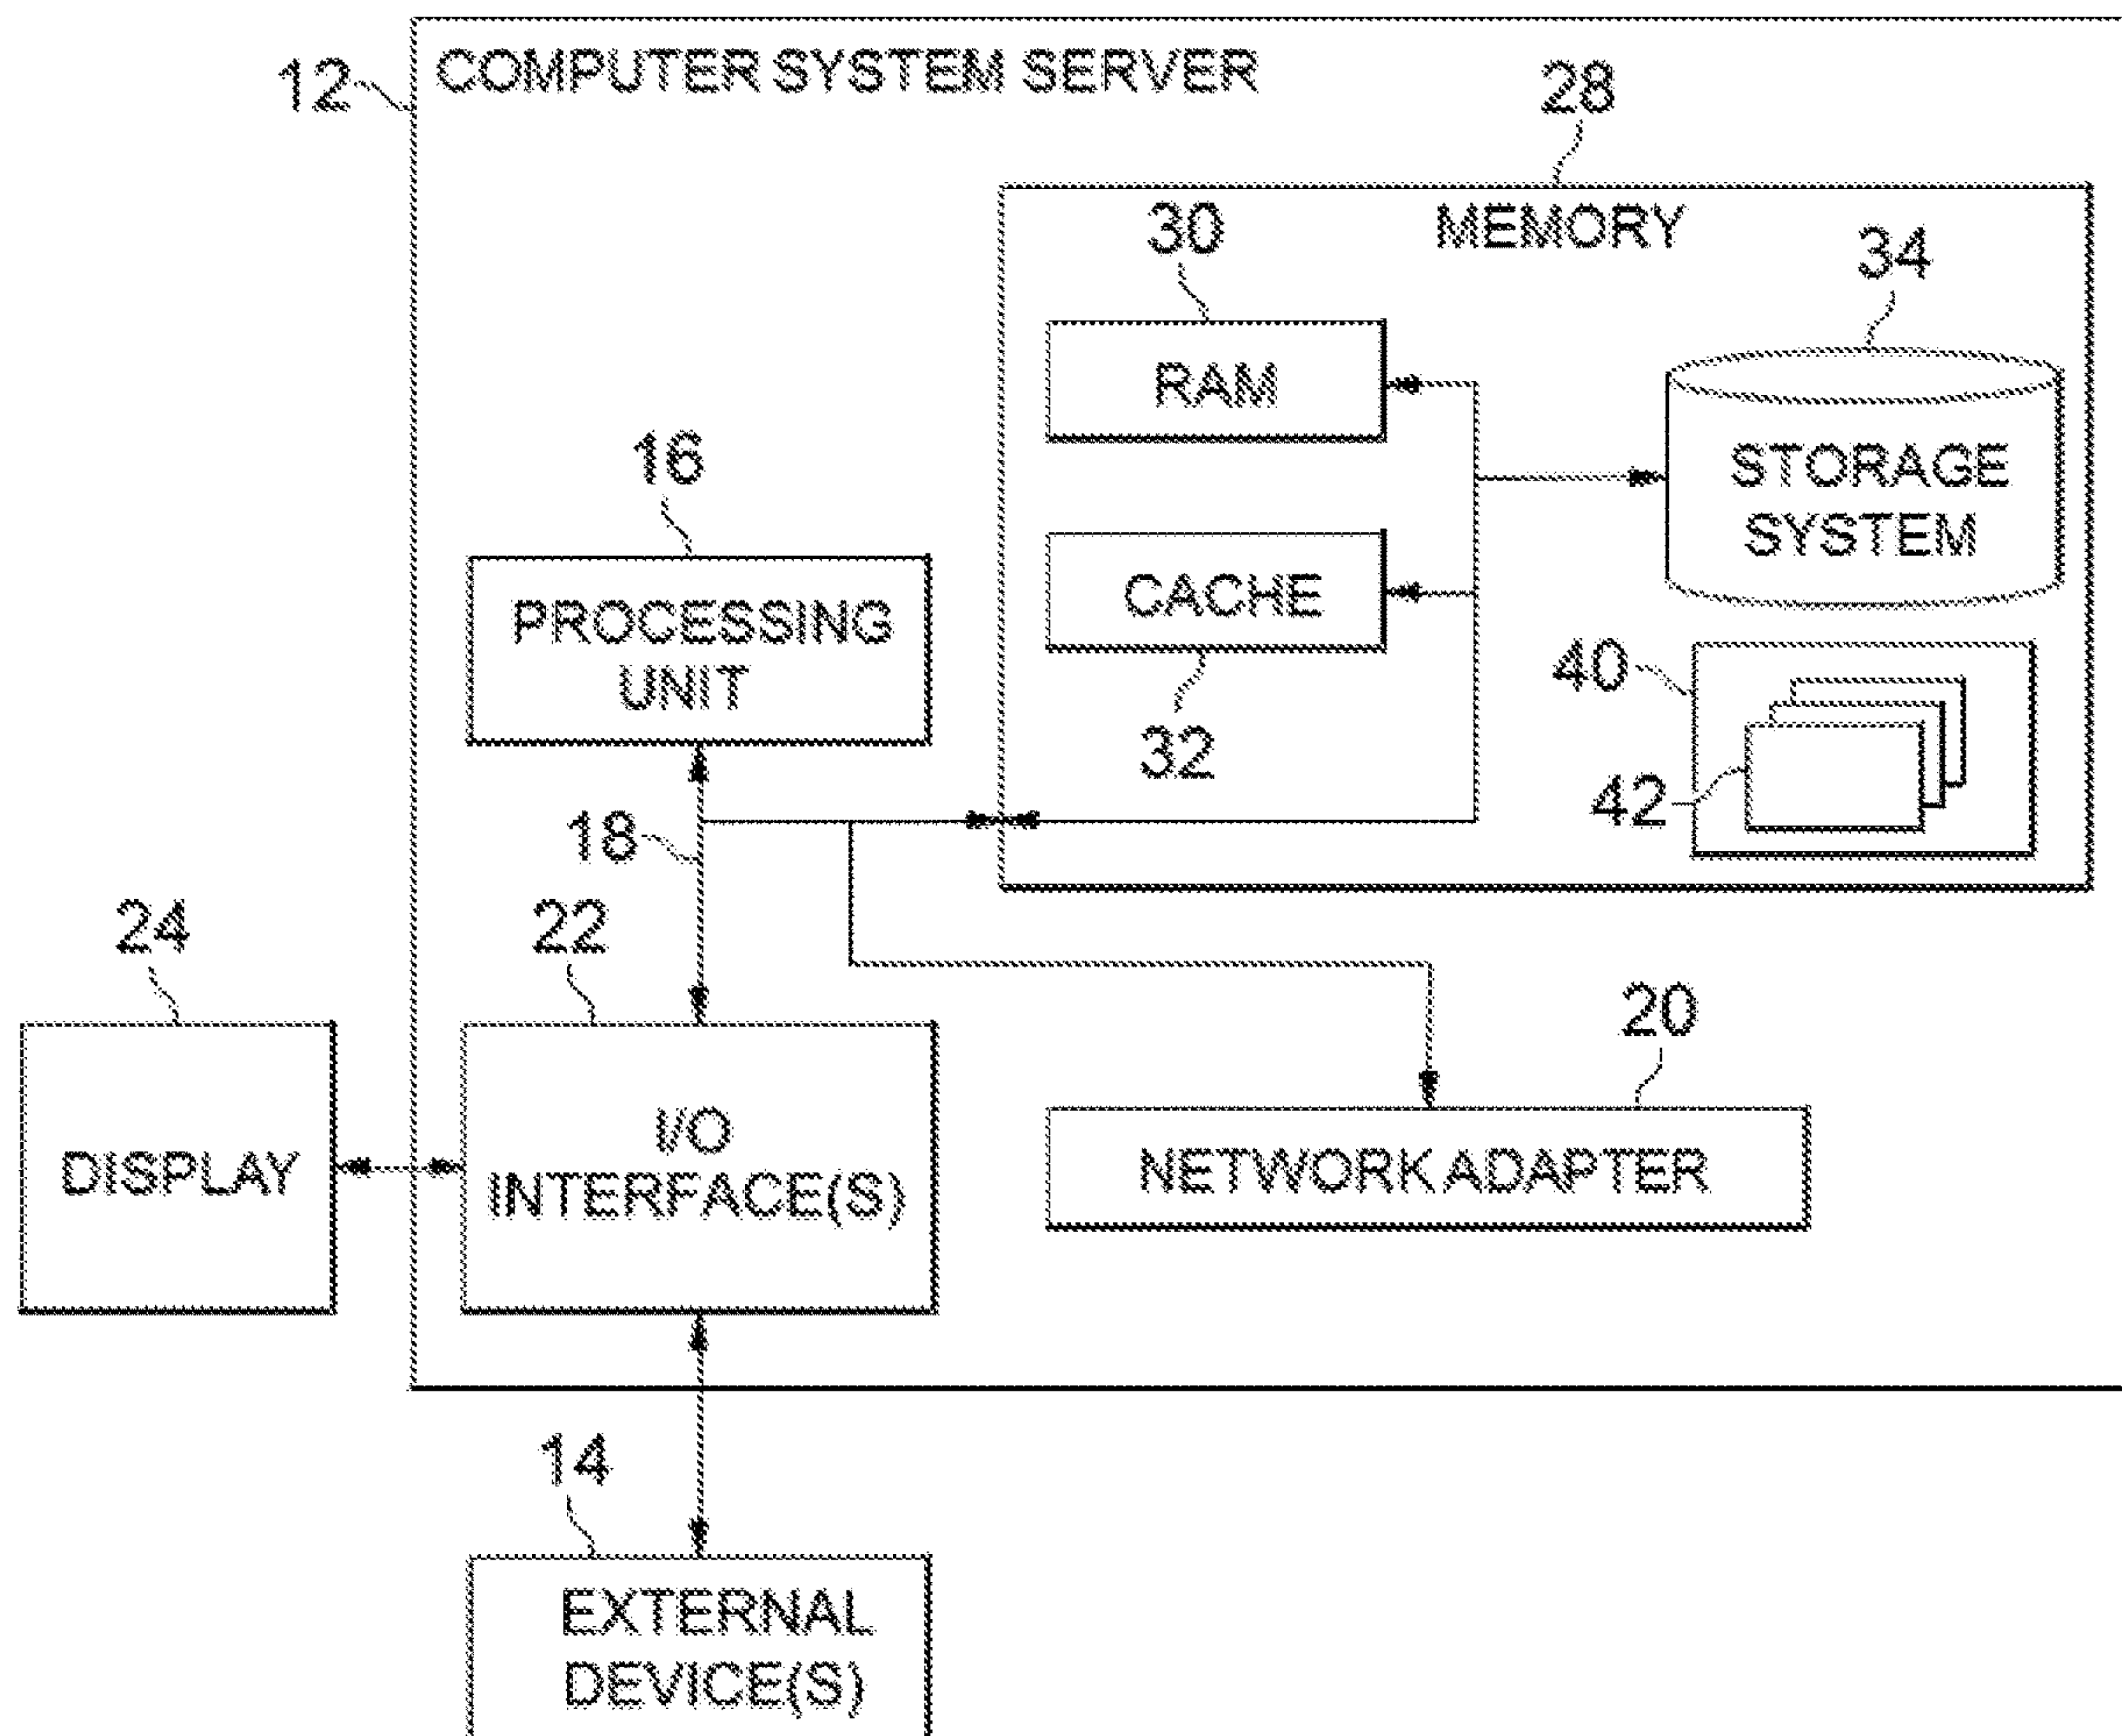 12
COMPUTER SYSTEM SERVER
28
MEMORY
30
RAM
34
STORAGE
SYSTEM
CACHE
32
40
42
16
PROCESSING
UNIT
18
22
I/O
INTERFACE(S)
24
DISPLAY
20
NETWORK ADAPTER
14
EXTERNAL
DEVICE(S)